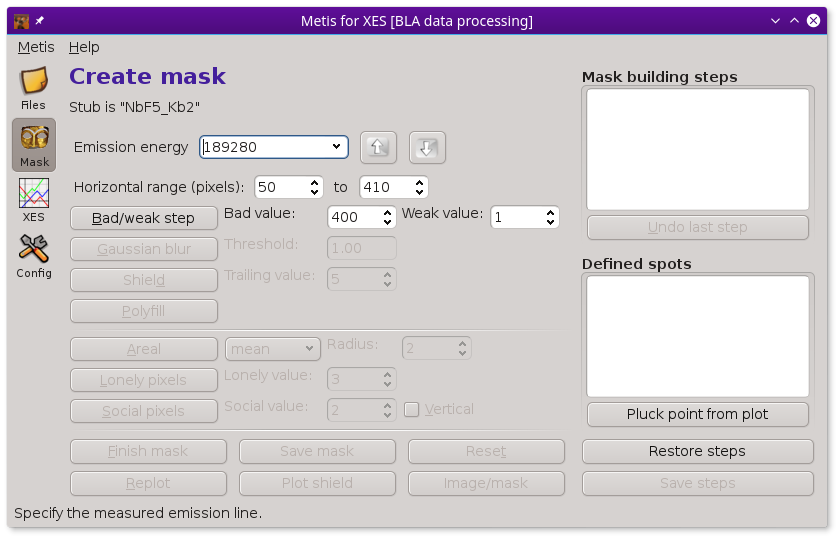 Metis for XES [BLA data processing]
Metis Help
Files
Mask
XES
Config
Create mask
Stub is "NbF5_Kb2"
Emission energy 189280
Horizontal range (pixels): 50 to 410
Bad/weak step Bad value: 400 Weak value: 1
Gaussian blur Threshold: 1.00
Shield Trailing value: 5
Polyfill
Areal mean Radius: 2
Lonely pixels Lonely value: 3
Social pixels Social value: 2 Vertical
Finish mask Save mask Reset
Replot Plot shield Image/mask
Mask building steps
Undo last step
Defined spots
Pluck point from plot
Restore steps
Save steps
Specify the measured emission line.